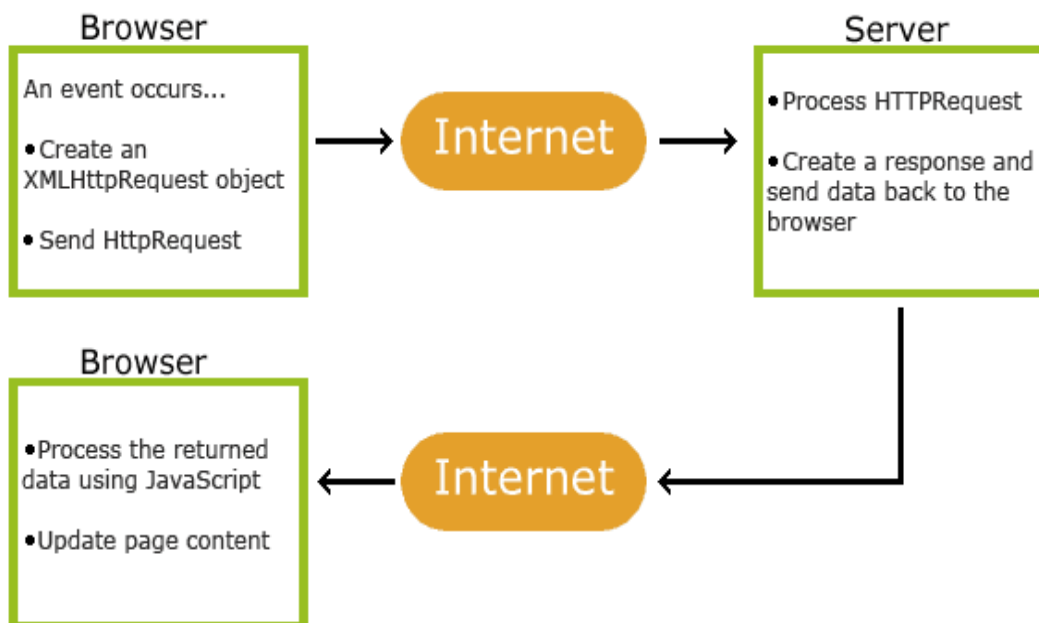 Browser
An event occurs...
•Create an
XMLHttpRequest object
• Send HttpRequest
Internet
Server
•Process HTTPRequest
•Create a response and
send data back to the
browser
Browser
•Process the returned
data using JavaScript
•Update page content
Internet